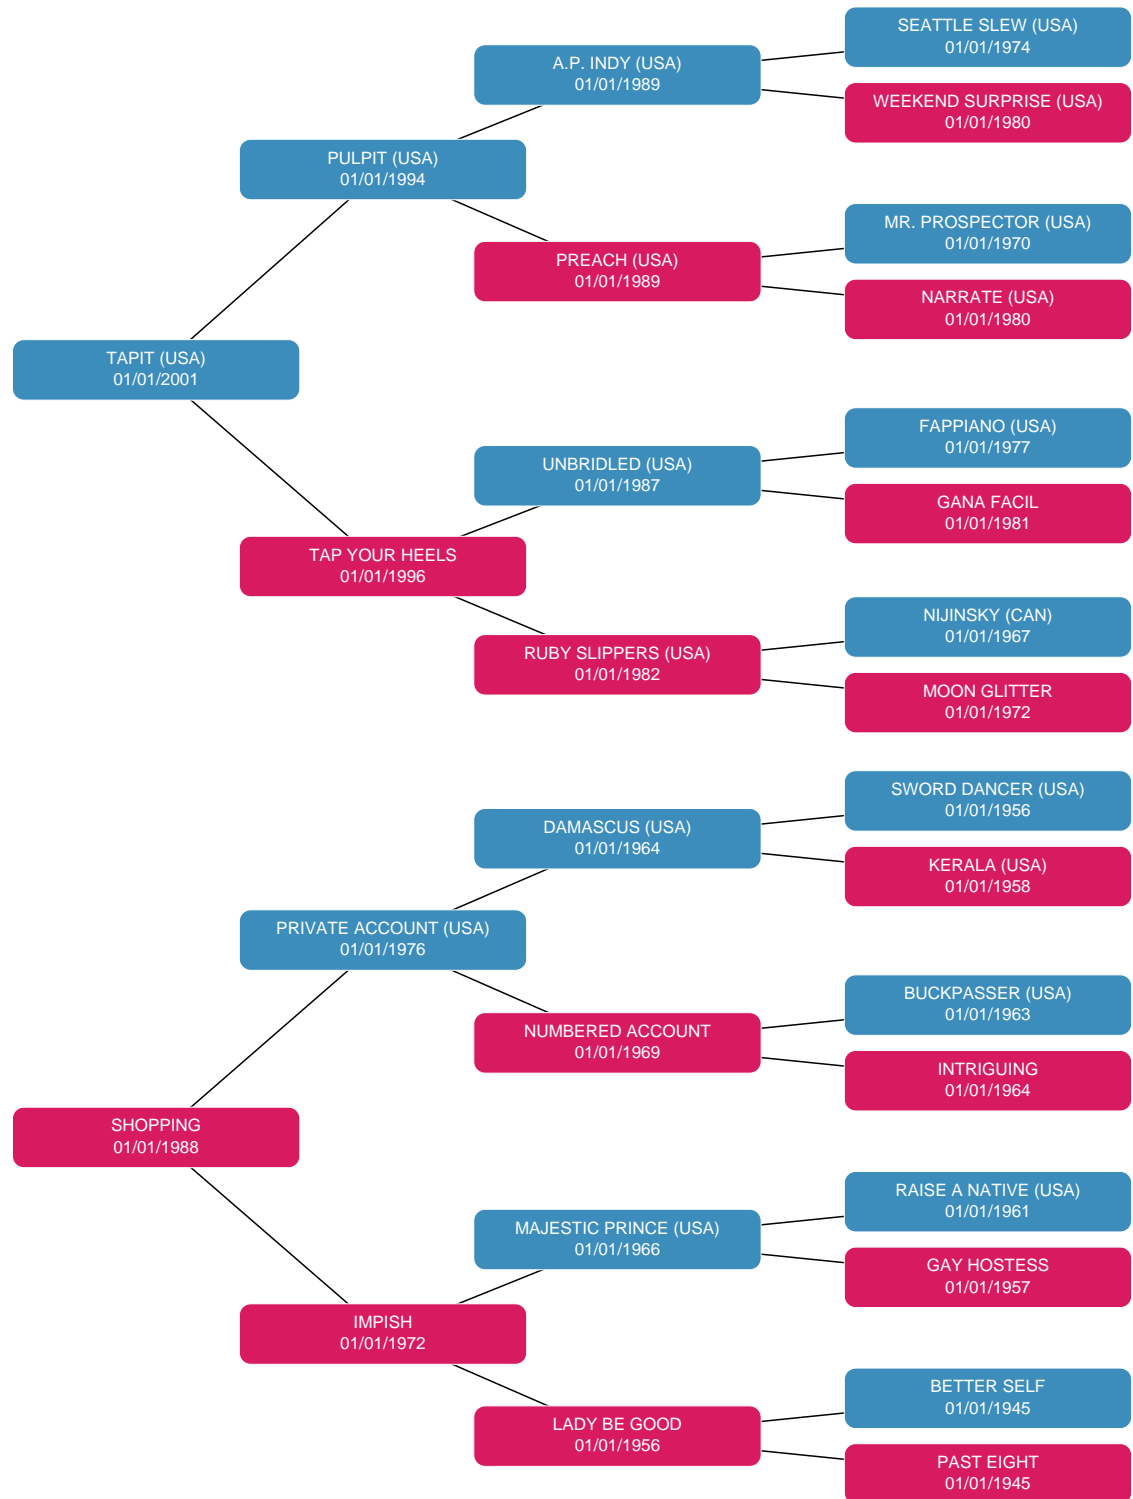 SEATTLE SLEW (USA)
01/01/1974
A.P. INDY (USA)
01/01/1989
WEEKEND SURPRISE (USA)
01/01/1980
PULPIT (USA)
01/01/1994
MR. PROSPECTOR (USA)
01/01/1970
PREACH (USA)
01/01/1989
NARRATE (USA)
01/01/1980
TAPIT (USA)
01/01/2001
FAPPIANO (USA)
01/01/1977
UNBRIDLED (USA)
01/01/1987
GANA FACIL
01/01/1981
TAP YOUR HEELS
01/01/1996
NIJINSKY (CAN)
01/01/1967
RUBY SLIPPERS (USA)
01/01/1982
MOON GLITTER
01/01/1972
SWORD DANCER (USA)
01/01/1956
DAMASCUS (USA)
01/01/1964
KERALA (USA)
01/01/1958
PRIVATE ACCOUNT (USA)
01/01/1976
BUCKPASSER (USA)
01/01/1963
NUMBERED ACCOUNT
01/01/1969
INTRIGUING
01/01/1964
SHOPPING
01/01/1988
RAISE A NATIVE (USA)
01/01/1961
MAJESTIC PRINCE (USA)
01/01/1966
GAY HOSTESS
01/01/1957
IMPISH
01/01/1972
BETTER SELF
01/01/1945
LADY BE GOOD
01/01/1956
PAST EIGHT
01/01/1945